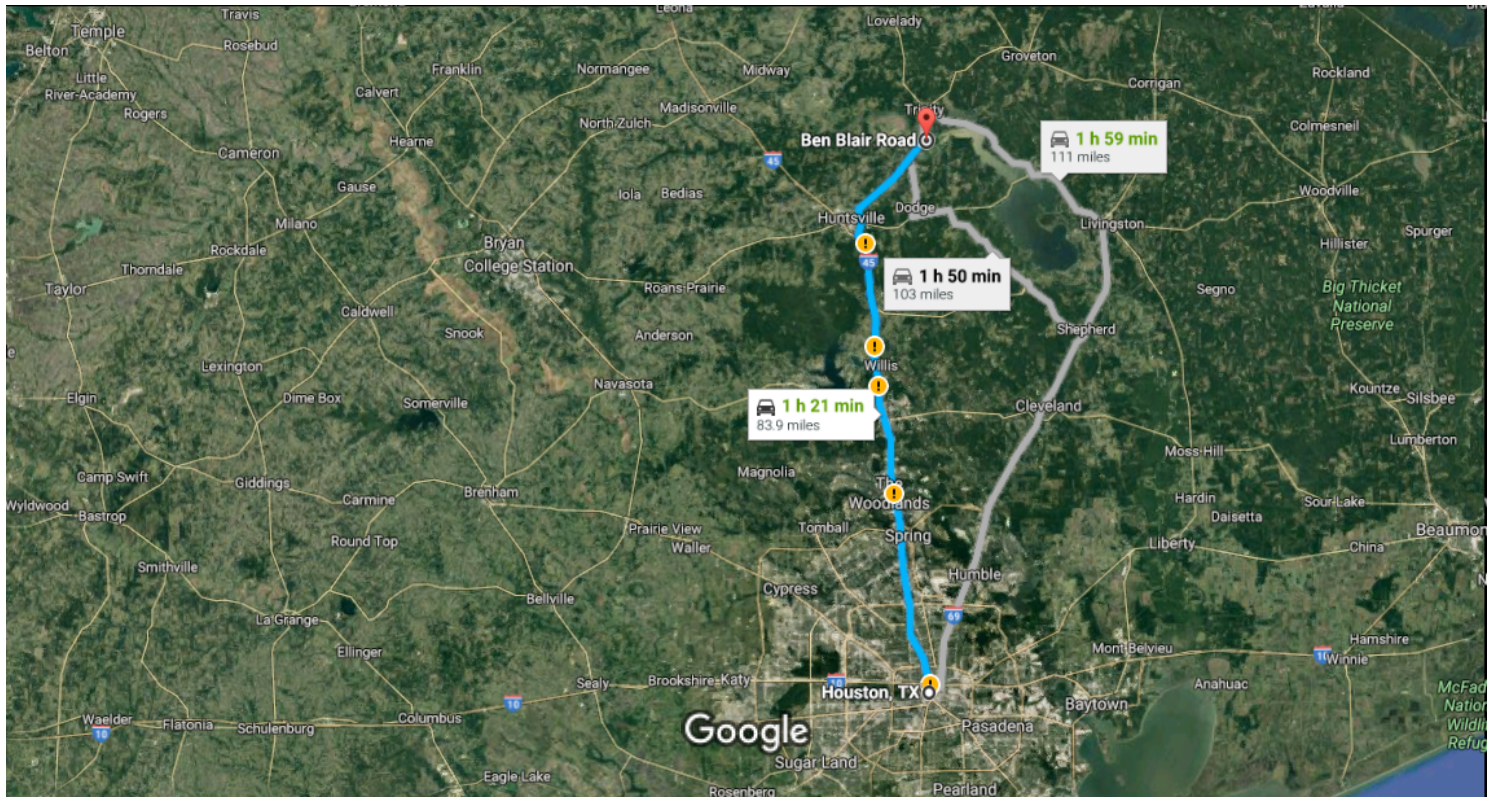 Travis
Leona
Lovelady
Temple
Belton
Rosebud
Groveton
Little
River-Academy
Franklin
Normangee
Midway
Corrigan
Rockland
Calvert
Rogers
Madisonville
Trinity
North-Zulch
Colmesneil
Hearne
Ben Blair Road
1 h 59 min
111 miles
Cameron
45
Gause
Iola
Bedias
Woodville
Milano
Huntsville
Dodge
Livingston
Spurger
Rockdale
Bryan
Hillister
Thorndale
College Station
45
1 h 50 min
103 miles
Taylor
Roans-Prairie
Segno
Big Thicket
National
Preserve
Caldwell
Snook
Anderson
Shepherd
Lexington
Willis
Navasota
Kountze
Elgin
Dime Box
Somerville
1 h 21 min
83.9 miles
Cleveland
Silsbee
Lumberton
Moss-Hill
Camp Swift
Giddings
Magnolia
The
Woodlands
Wyldwood
Bastrop
Carmine
Brenham
Hardin
Sour-Lake
Daisetta
Prairie View
Tomball
Spring
Beaumont
Round Top
Waller
Liberty
China
Smithville
Cypress
Humble
Bellville
La Grange
69
Ellinger
Mont-Belvieu
Hamshire
10
Winnie
Sealy
Brookshire
Katy
10
Houston, TX
Anahuac
Baytown
10
Waelder
10
Flatonia
Schulenburg
Columbus
Google
Pasadena
Sugar Land
Eagle Lake
Rosenberg
Pearland